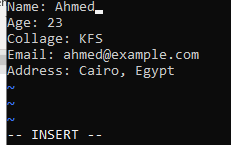 Name: Ahmed
Age: 23
Collage: KFS
Email: ahmed@example.com
Address: Cairo, Egypt
~
~
~
-- INSERT --